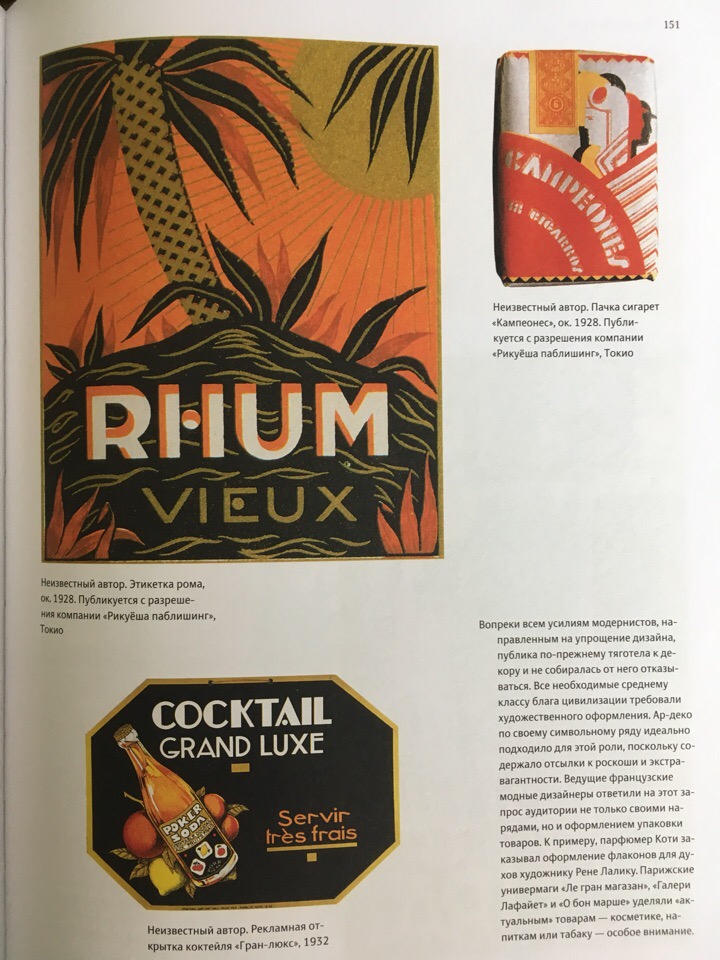 151
RHUM
VIEUX
CAMPEONES
CIGARROS
6
Неизвестный автор. Пачка сигарет
«Кампеонес», ок. 1928. Публи-
куется с разрешения компании
«Рикуёша паблишинг», Токио
Неизвестный автор. Этикетка рома,
ок. 1928. Публикуется с разреше-
ния компании «Рикуёша паблишинг»,
Токио
COCKTAIL
GRAND LUXE
POKER
SODA
Servir
très frais
Неизвестный автор. Рекламная от-
крытка коктейля «Гран-люкс», 1932
Вопреки всем усилиям модернистов, на-
правленным на упрощение дизайна,
публика по-прежнему тяготела к де-
кору и не собиралась от него отказы-
ваться. Все необходимые среднему
классу блага цивилизации требовали
художественного оформления. Ар-деко
по своему символьному ряду идеально
подходило для этой роли, поскольку со-
держало отсылки к роскоши и экстра-
вагантности. Ведущие французские
модные дизайнеры ответили на этот за-
прос аудитории не только своими на-
рядами, но и оформлением упаковки
товаров. К примеру, парфюмер Коти за-
казывал оформление флаконов для ду-
хов художнику Рене Лалику. Парижские
универмаги «Ле гран магазан», «Галери
Лафайет» и «О бон марше» уделяли «ак-
туальным» товарам — косметике, на-
питкам или табаку — особое внимание.